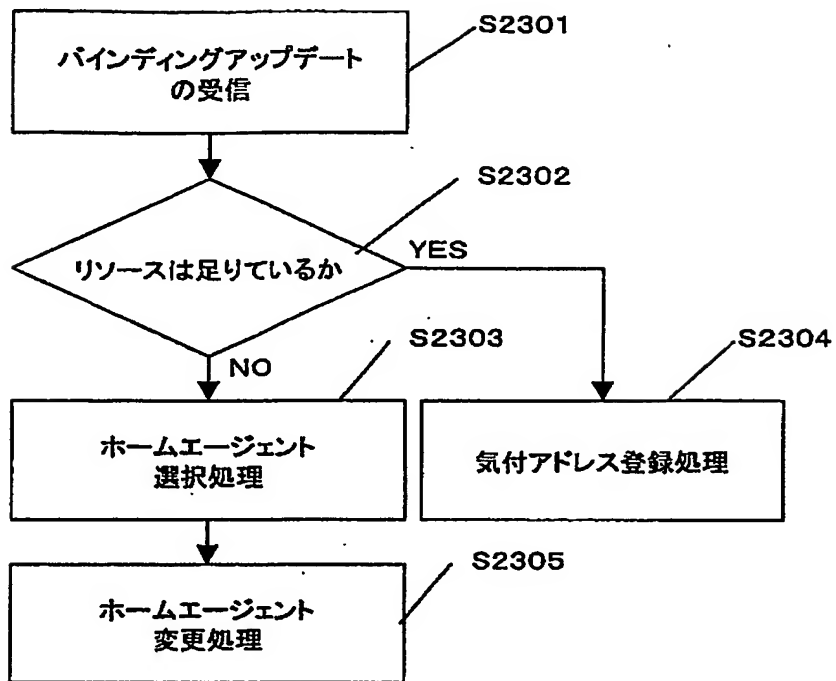 S2301
バインディングアップデート
の受信
S2302
リソースは足りているか
YES
NO
S2303
S2304
ホームエージェント
選択処理
気付アドレス登録処理
S2305
ホームエージェント
変更処理